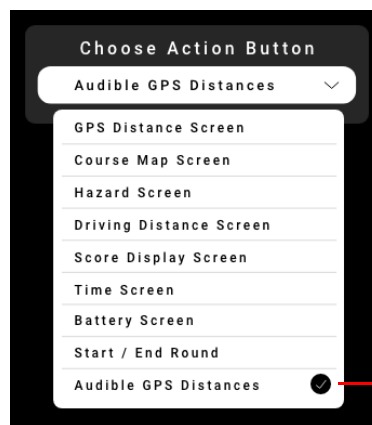 Choose Action Button
Audible GPS Distances
GPS Distance Screen
Course Map Screen
Hazard Screen
Driving Distance Screen
Score Display Screen
Time Screen
Battery Screen
Start / End Round
Audible GPS Distances